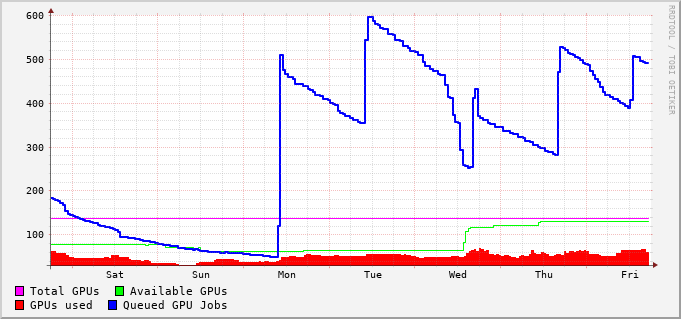 600
500
400
300
200
100
Sat Sun Mon Tue Wed Thu Fri
Total GPUs Available GPUs
GPUs used Queued GPU Jobs
RRDTOOL / TOBI OETIKER